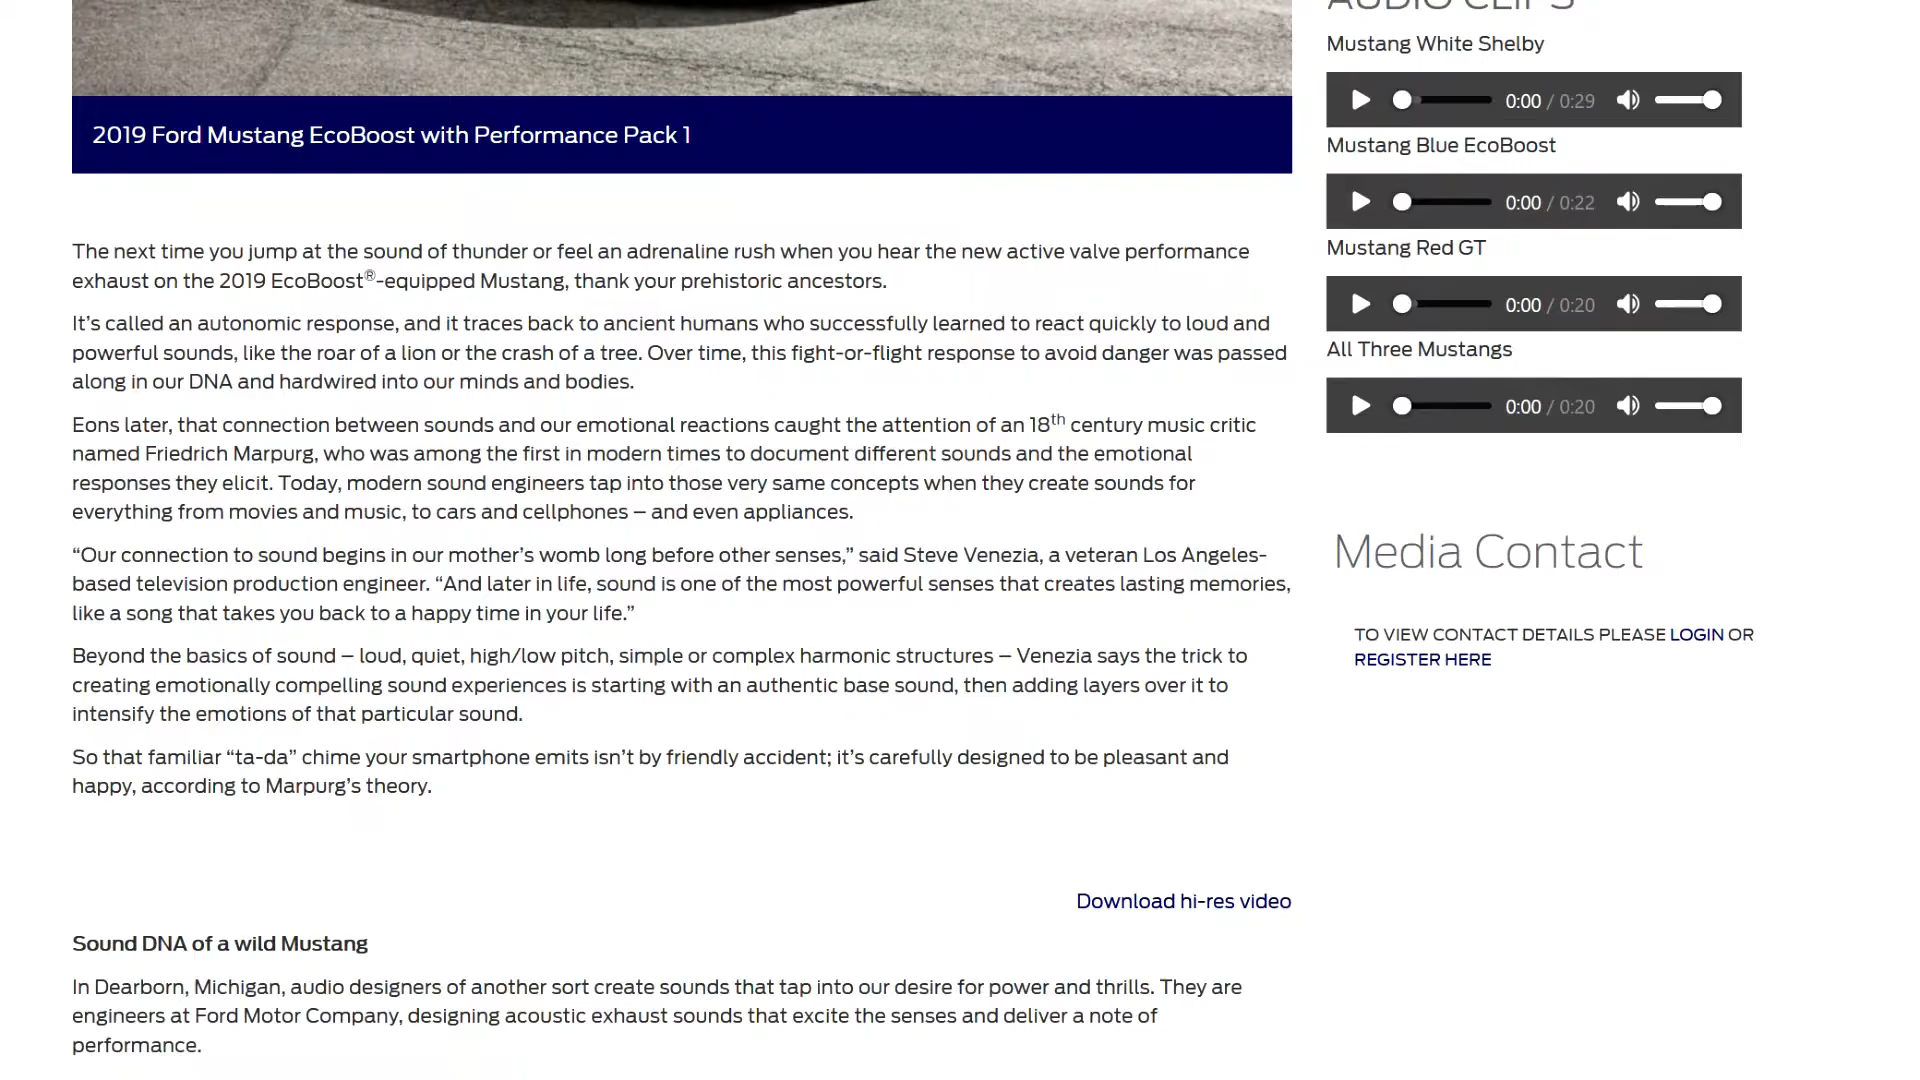 2019 Ford Mustang EcoBoost with Performance Pack 1
The next time you jump at the sound of thunder or feel an adrenaline rush when you hear the new active valve performance
exhaust on the 2019 EcoBoost®-equipped Mustang, thank your prehistoric ancestors.
It’s called an autonomic response, and it traces back to ancient humans who successfully learned to react quickly to loud and
powerful sounds, like the roar of a lion or the crash of a tree. Over time, this fight-or-flight response to avoid danger was passed
along in our DNA and hardwired into our minds and bodies.
Eons later, that connection between sounds and our emotional reactions caught the attention of an 18th century music critic
named Friedrich Marpurg, who was among the first in modern times to document different sounds and the emotional
responses they elicit. Today, modern sound engineers tap into those very same concepts when they create sounds for
everything from movies and music, to cars and cellphones – and even appliances.
“Our connection to sound begins in our mother’s womb long before other senses,” said Steve Venezia, a veteran Los Angeles-
based television production engineer. “And later in life, sound is one of the most powerful senses that creates lasting memories,
like a song that takes you back to a happy time in your life.”
Beyond the basics of sound – loud, quiet, high/low pitch, simple or complex harmonic structures – Venezia says the trick to
creating emotionally compelling sound experiences is starting with an authentic base sound, then adding layers over it to
intensify the emotions of that particular sound.
So that familiar “ta-da” chime your smartphone emits isn’t by friendly accident; it’s carefully designed to be pleasant and
happy, according to Marpurg’s theory.
Download hi-res video
Sound DNA of a wild Mustang
In Dearborn, Michigan, audio designers of another sort create sounds that tap into our desire for power and thrills. They are
engineers at Ford Motor Company, designing acoustic exhaust sounds that excite the senses and deliver a note of
performance.
AUDIO CLIPS
Mustang White Shelby
0:00 / 0:29
Mustang Blue EcoBoost
0:00 / 0:22
Mustang Red GT
0:00 / 0:20
All Three Mustangs
0:00 / 0:20
Media Contact
TO VIEW CONTACT DETAILS PLEASE LOGIN OR
REGISTER HERE